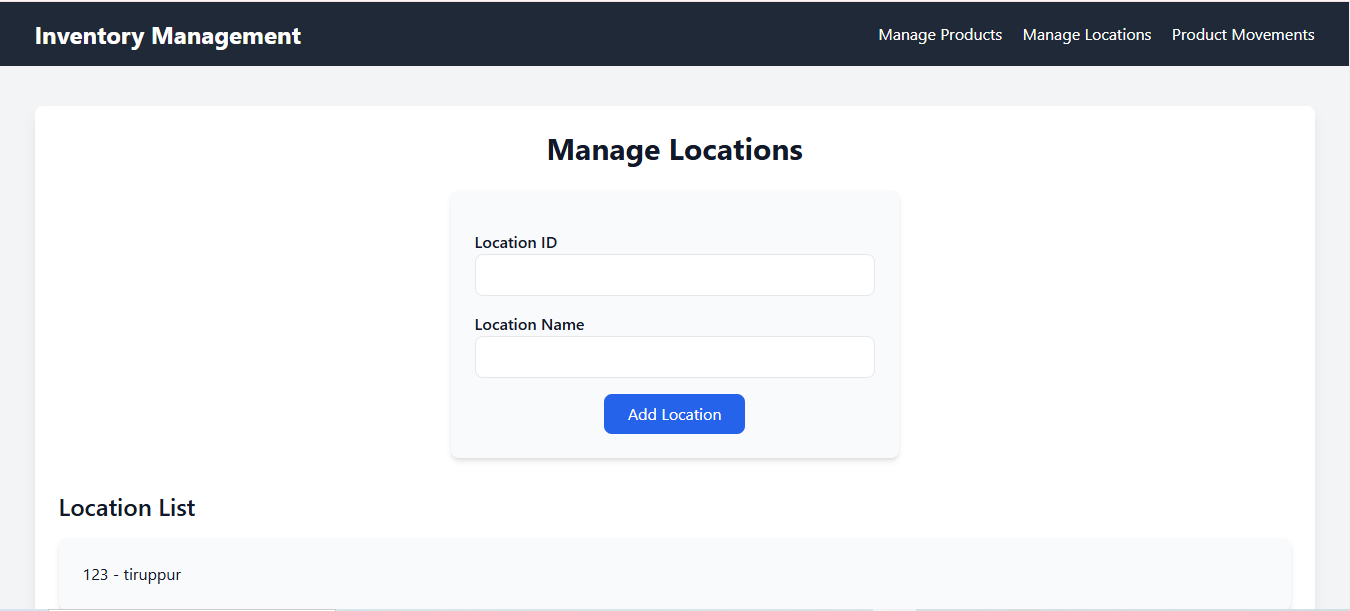 Inventory Management
Manage Products Manage Locations Product Movements
Manage Locations
Location ID
Location Name
Add Location
Location List
123 - tiruppur